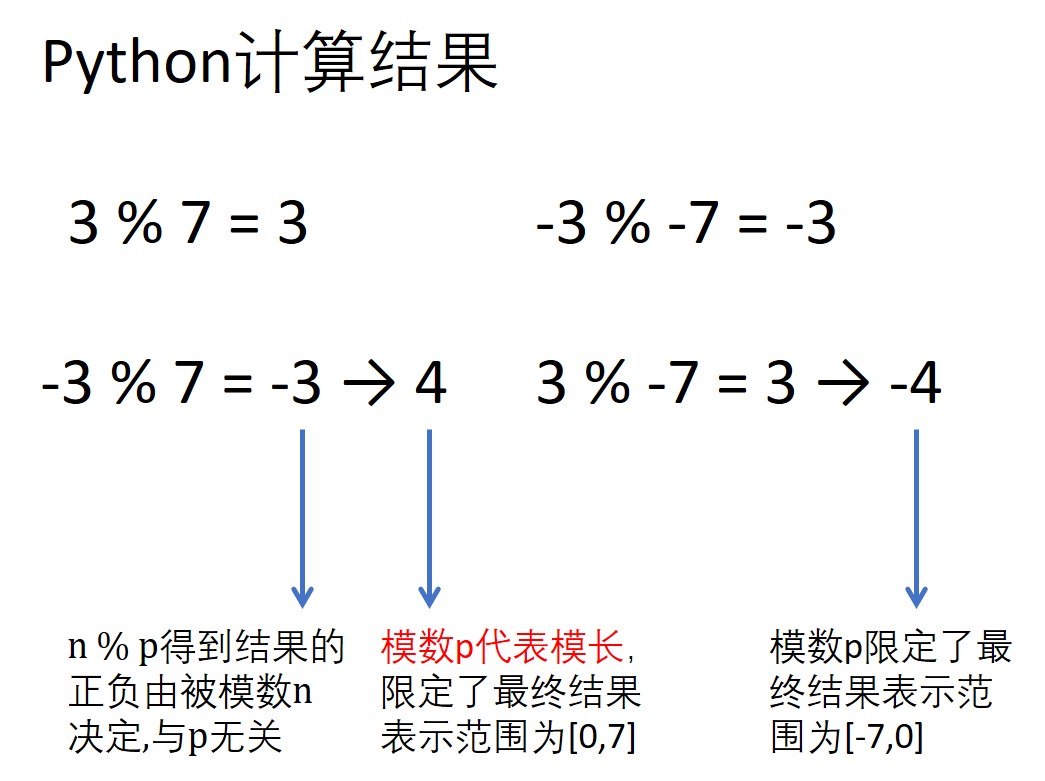 Python计算结果
3 % 7 = 3
-3 % -7 = -3
-3 % 7 = -3 → 4
3 % -7 = 3 → -4
n % p得到结果的
正负由被模数n
决定,与p无关
模数p代表模长,
限定了最终结果
表示范围为[0,7]
模数p限定了最
终结果表示范
围为[-7,0]